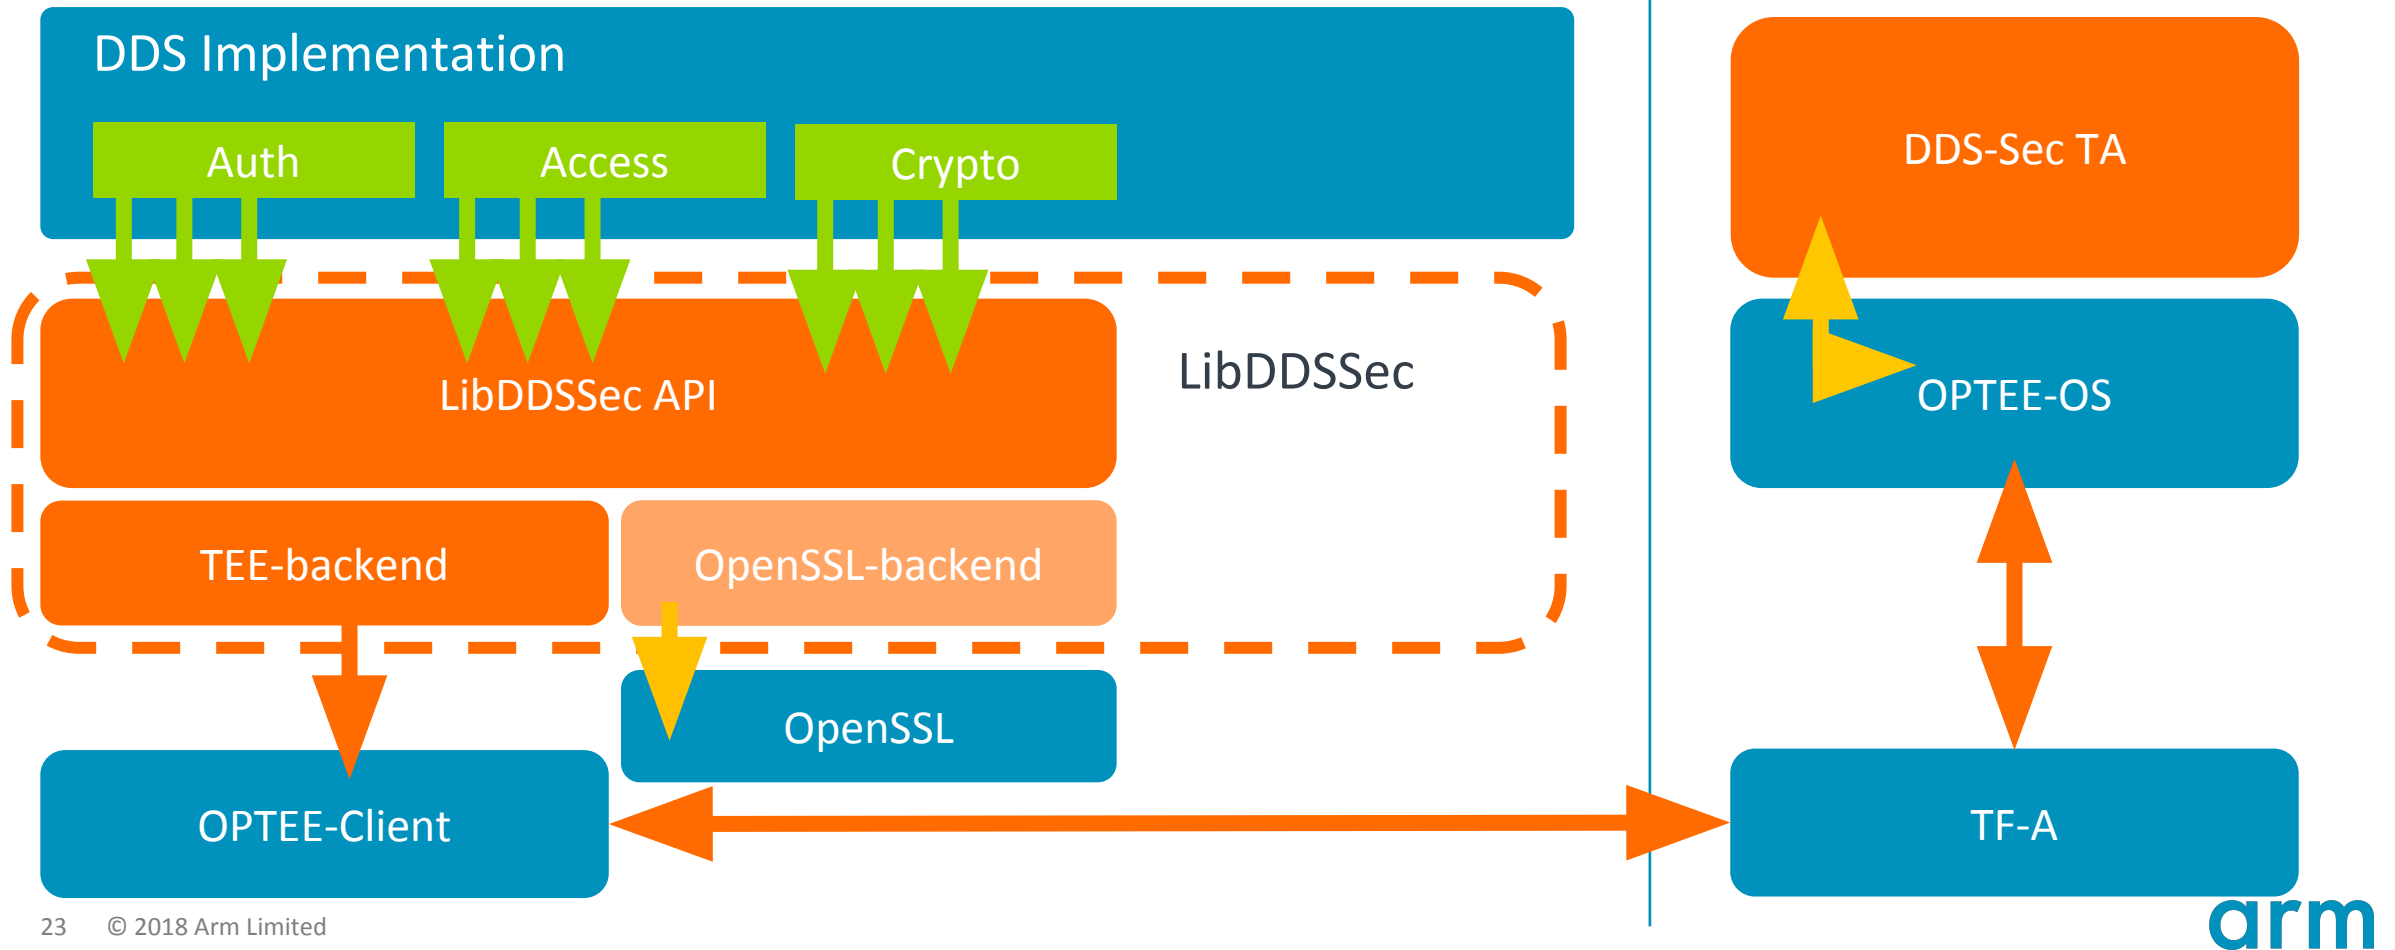 DDS Implementation
Auth
Access
Crypto
LibDDSSec API
LibDDSSec
TEE-backend
OpenSSL-backend
OpenSSL
OPTEE-Client
DDS-Sec TA
OPTEE-OS
TF-A
23 © 2018 Arm Limited
arm